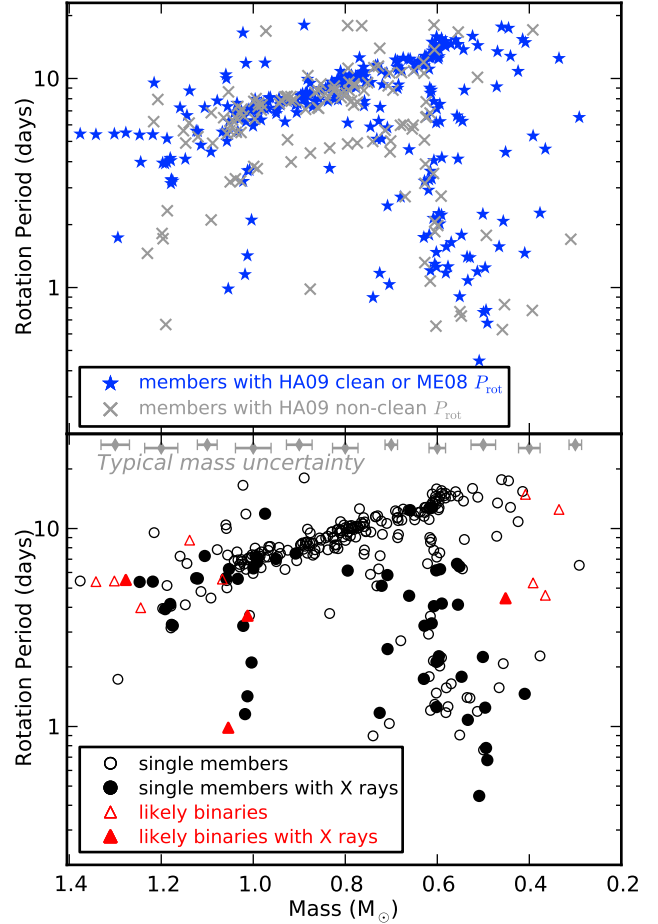 10
1
Rotation Period (days)
members with HA09 clean or ME08 P_rot
members with HA09 non-clean P_rot
Typical mass uncertainty
10
1
Rotation Period (days)
single members
single members with X rays
likely binaries
likely binaries with X rays
1.4 1.2 1.0 0.8 0.6 0.4 0.2
Mass (M_☉)